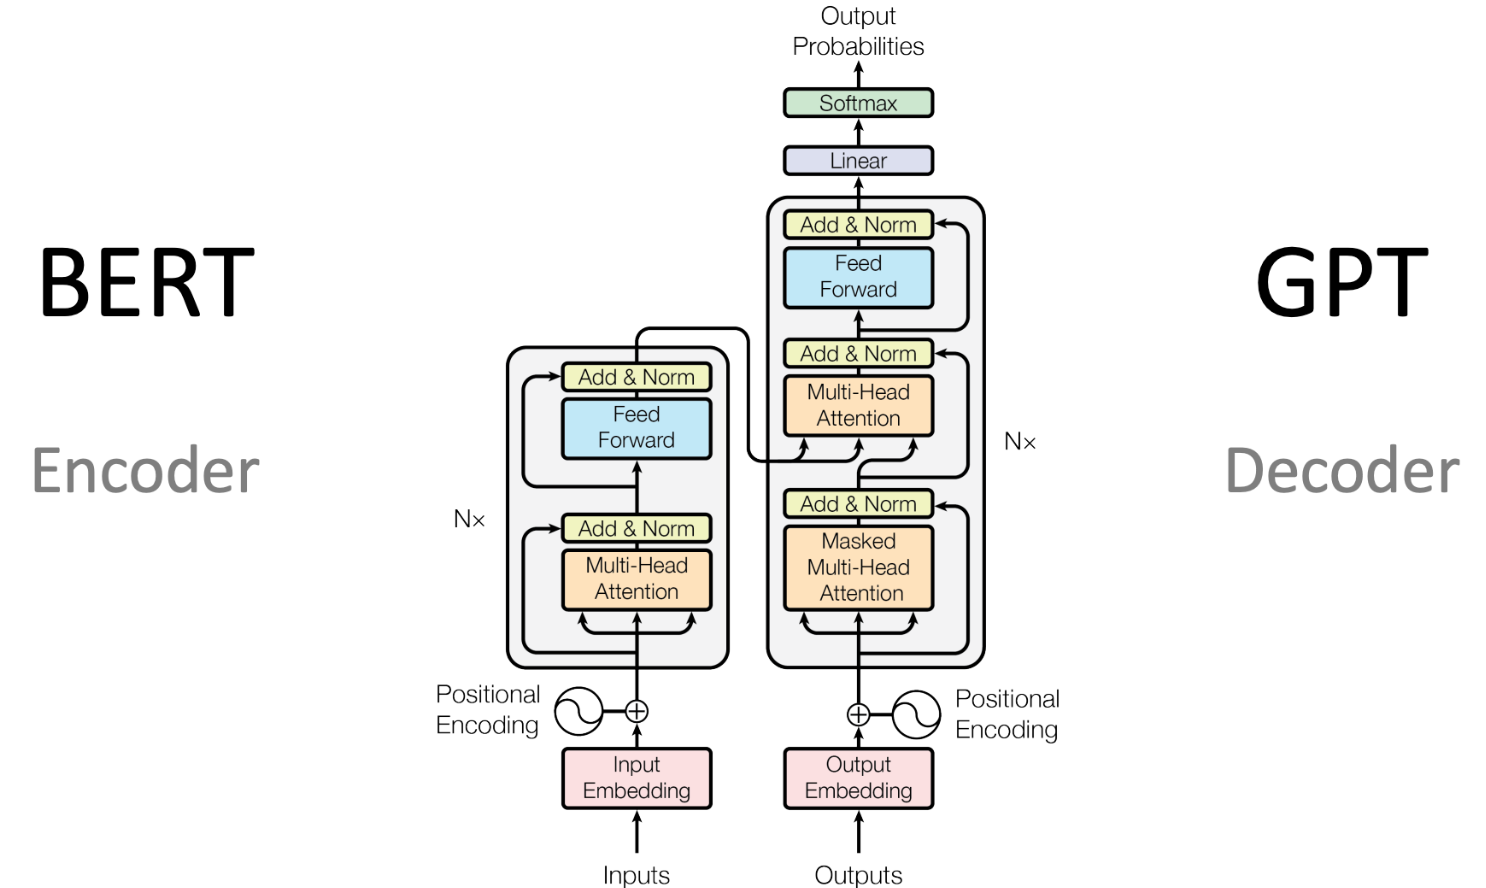 BERT
Encoder
Output
Probabilities
Softmax
Linear
Add & Norm
Feed
Forward
Add & Norm
Multi-Head
Attention
Add & Norm
Masked
Multi-Head
Attention
Nx
Positional
Encoding
Output
Embedding
Outputs
Add & Norm
Feed
Forward
Add & Norm
Multi-Head
Attention
Nx
Positional
Encoding
Input
Embedding
Inputs
GPT
Decoder